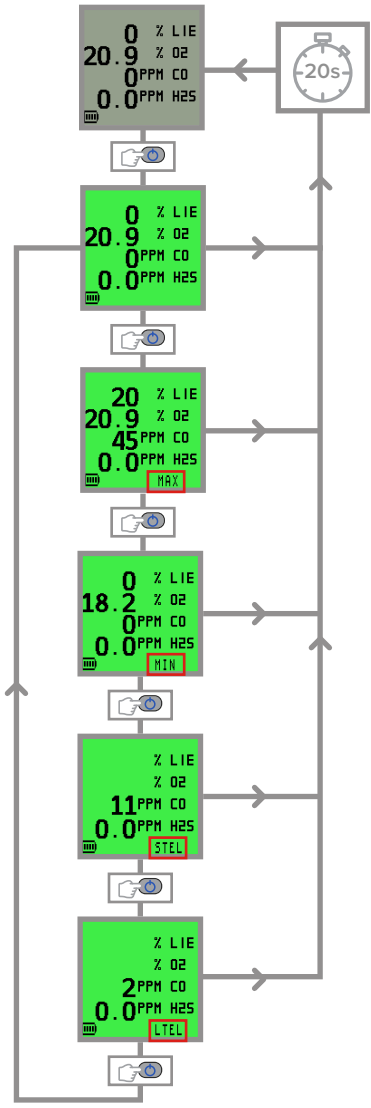 0 % LIE
20.9 % O2
0 PPM CO
0.0 PPM H2S
20s
0 % LIE
20.9 % O2
0 PPM CO
0.0 PPM H2S
20 % LIE
20.9 % O2
45 PPM CO
0.0 PPM H2S
MAX
0 % LIE
18.2 % O2
0 PPM CO
0.0 PPM H2S
MIN
% LIE
% O2
11 PPM CO
0.0 PPM H2S
STEL
% LIE
% O2
2 PPM CO
0.0 PPM H2S
LTEL